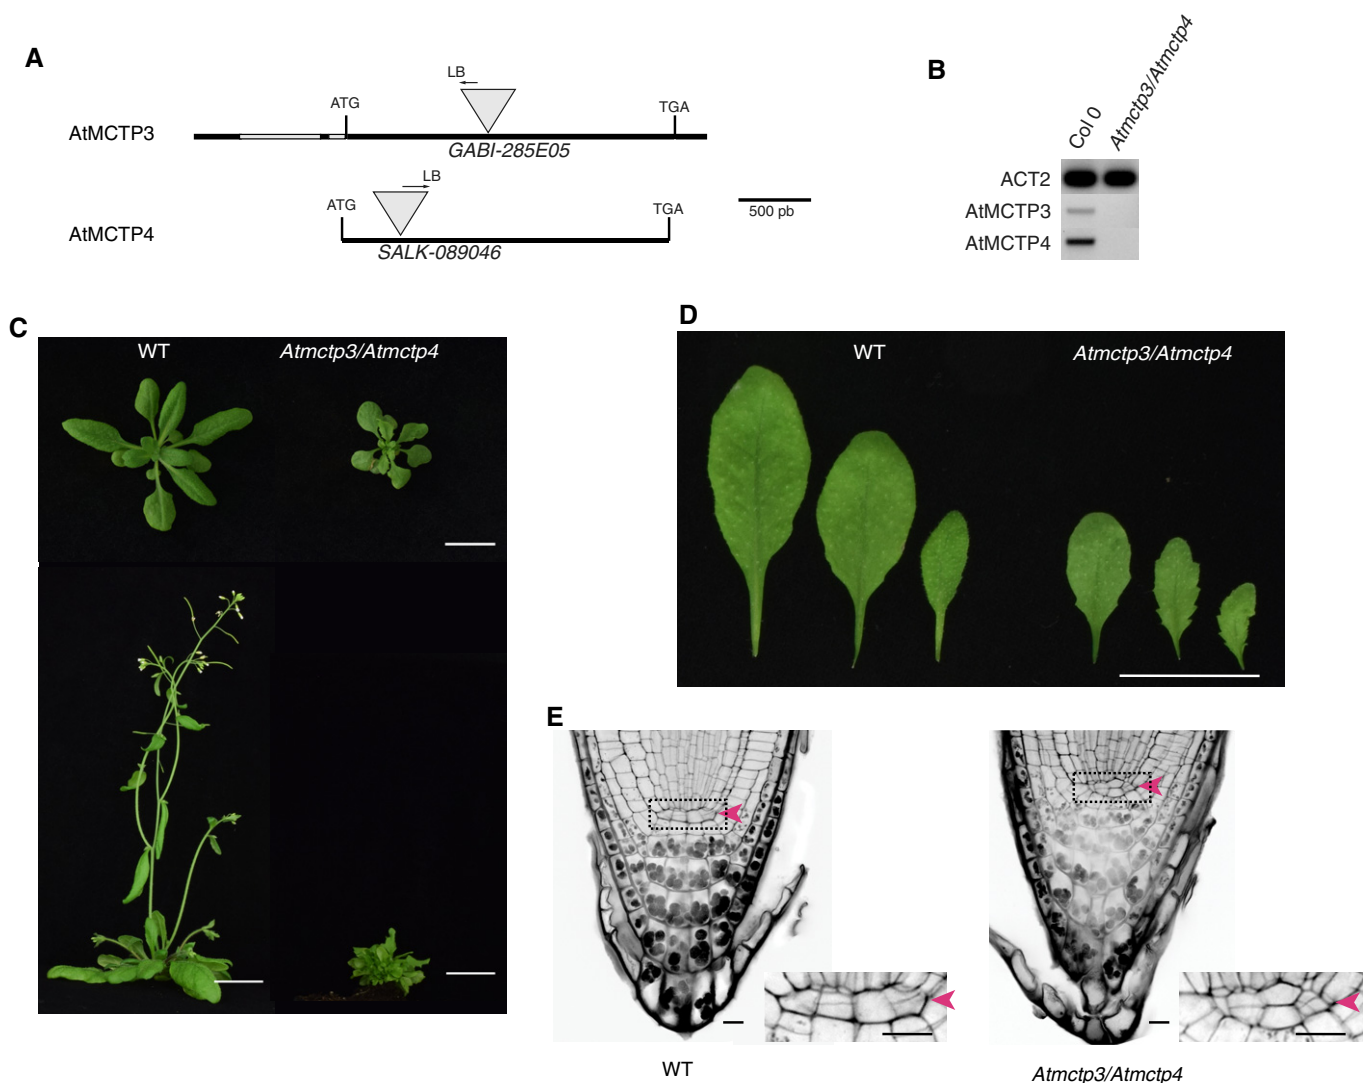 A
LB
ATG
TGA
AtMCTP3
GABI-285E05
LB
ATG
TGA
AtMCTP4
SALK-089046
500 pb
B
Col 0
Atmctp3/Atmctp4
ACT2
AtMCTP3
AtMCTP4
C
WT
Atmctp3/Atmctp4
D
WT
Atmctp3/Atmctp4
E
WT
Atmctp3/Atmctp4